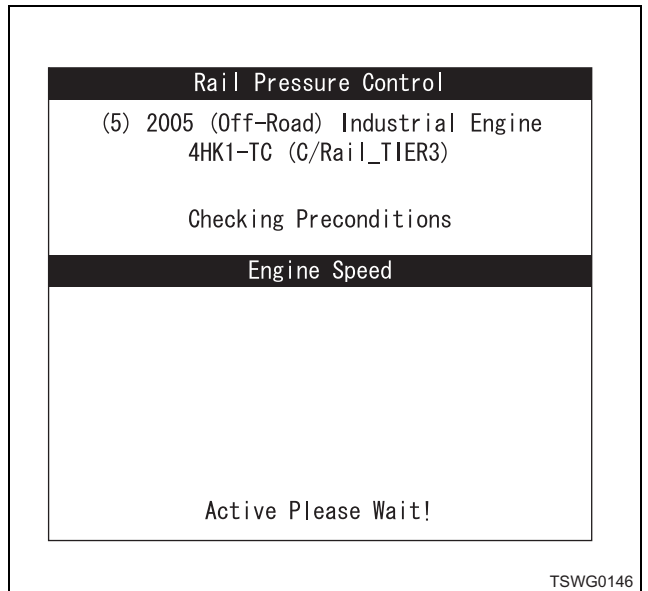 Rail Pressure Control
(5) 2005 (Off-Road) Industrial Engine
4HK1-TC (C/Rail_TIER3)
Checking Preconditions
Engine Speed
Active Please Wait!
TSWG0146